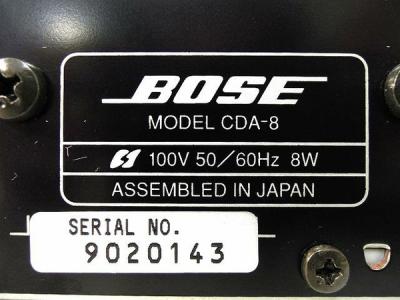 BOSE
MODEL CDA-8
100V 50/60Hz 8W
ASSEMBLED IN JAPAN
SERIAL NO.
9020143